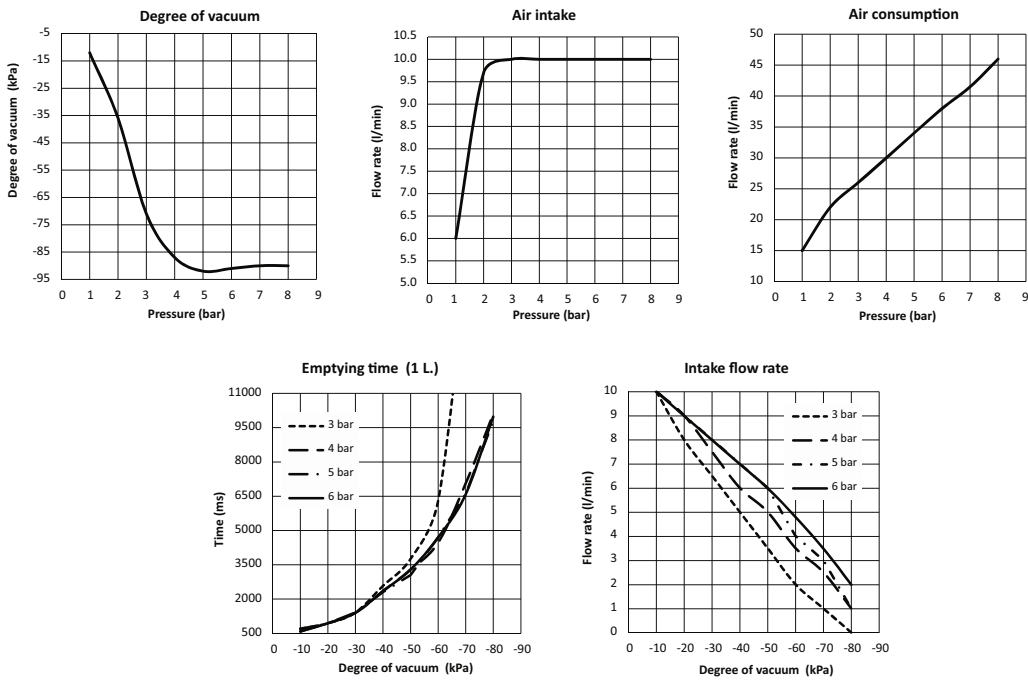 Degree of vacuum
-5
-15
-25
-35
-45
-55
-65
-75
-85
-95
Degree of vacuum (kPa)
0 1 2 3 4 5 6 7 8 9
Pressure (bar)
Air intake
10.5
10.0
9.5
9.0
8.5
8.0
7.5
7.0
6.5
6.0
5.5
5.0
Flow rate (l/min)
0 1 2 3 4 5 6 7 8 9
Pressure (bar)
Air consumption
50
45
40
35
30
25
20
15
10
Flow rate (l/min)
0 1 2 3 4 5 6 7 8 9
Pressure (bar)
Emptying time (1 L.)
11000
9500
8000
6500
5000
3500
2000
500
Time (ms)
3 bar
4 bar
5 bar
6 bar
0 -10 -20 -30 -40 -50 -60 -70 -80 -90
Degree of vacuum (kPa)
Intake flow rate
10
9
8
7
6
5
4
3
2
1
0
Flow rate (l/min)
3 bar
4 bar
5 bar
6 bar
0 -10 -20 -30 -40 -50 -60 -70 -80 -90
Degree of vacuum (kPa)